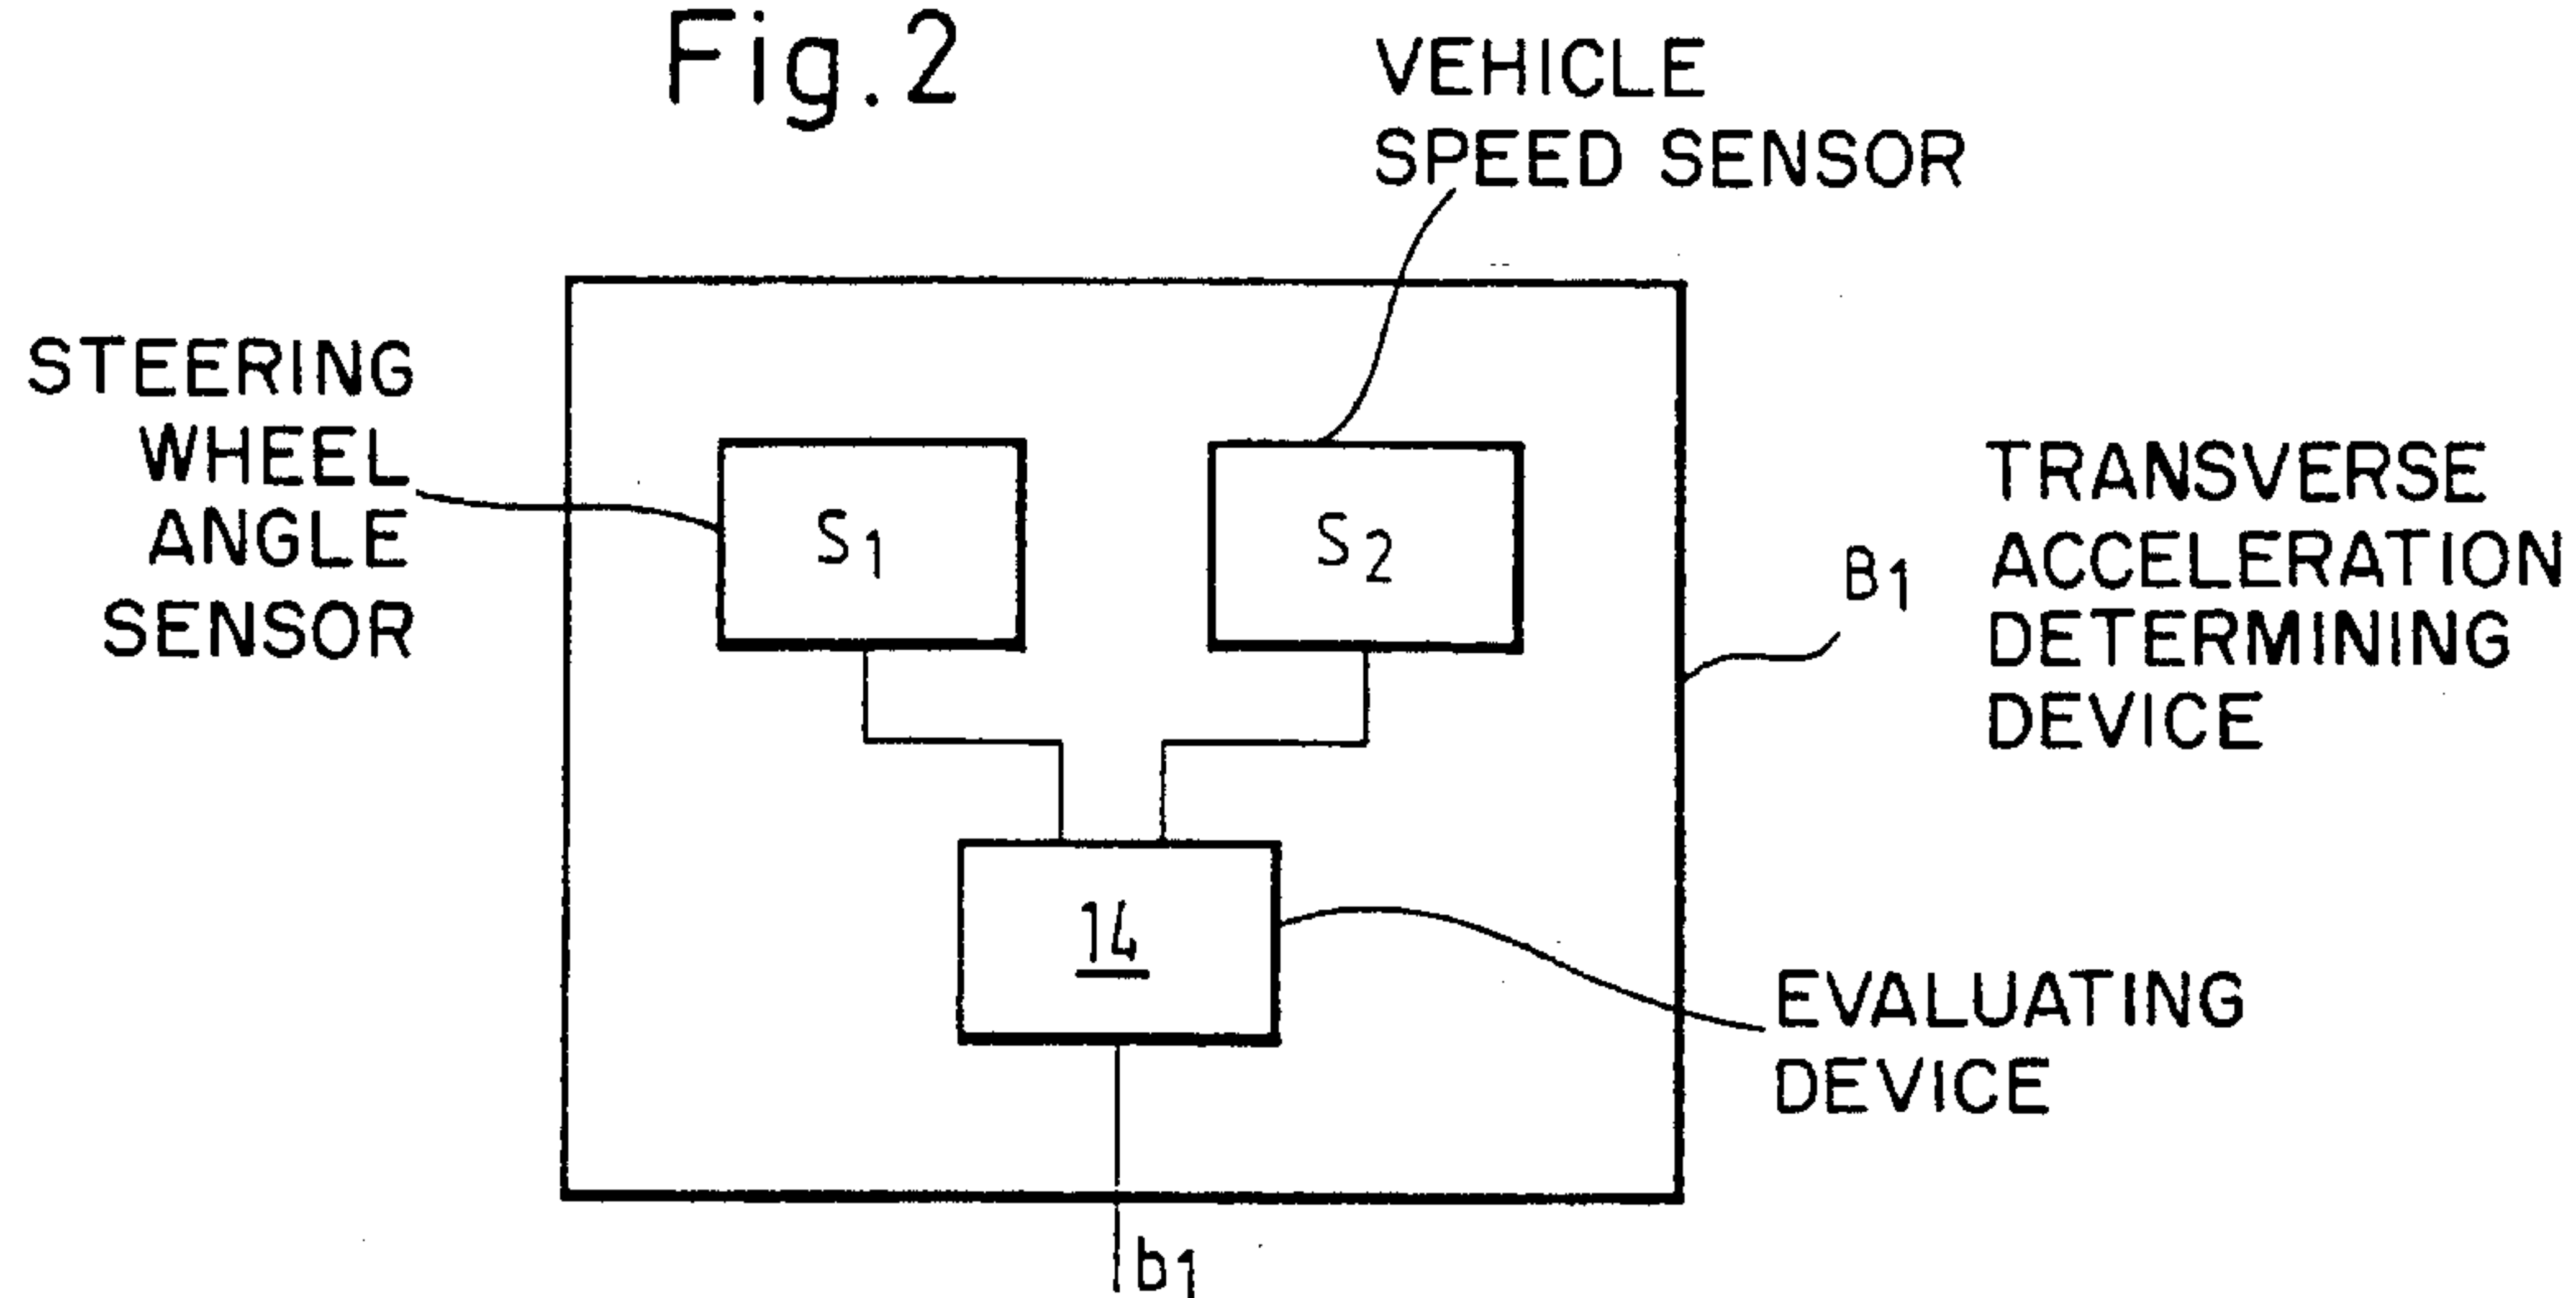 Fig. 2
VEHICLE
SPEED SENSOR
STEERING
WHEEL
ANGLE
SENSOR
S1
S2
B1
TRANSVERSE
ACCELERATION
DETERMINING
DEVICE
14
EVALUATING
DEVICE
b1